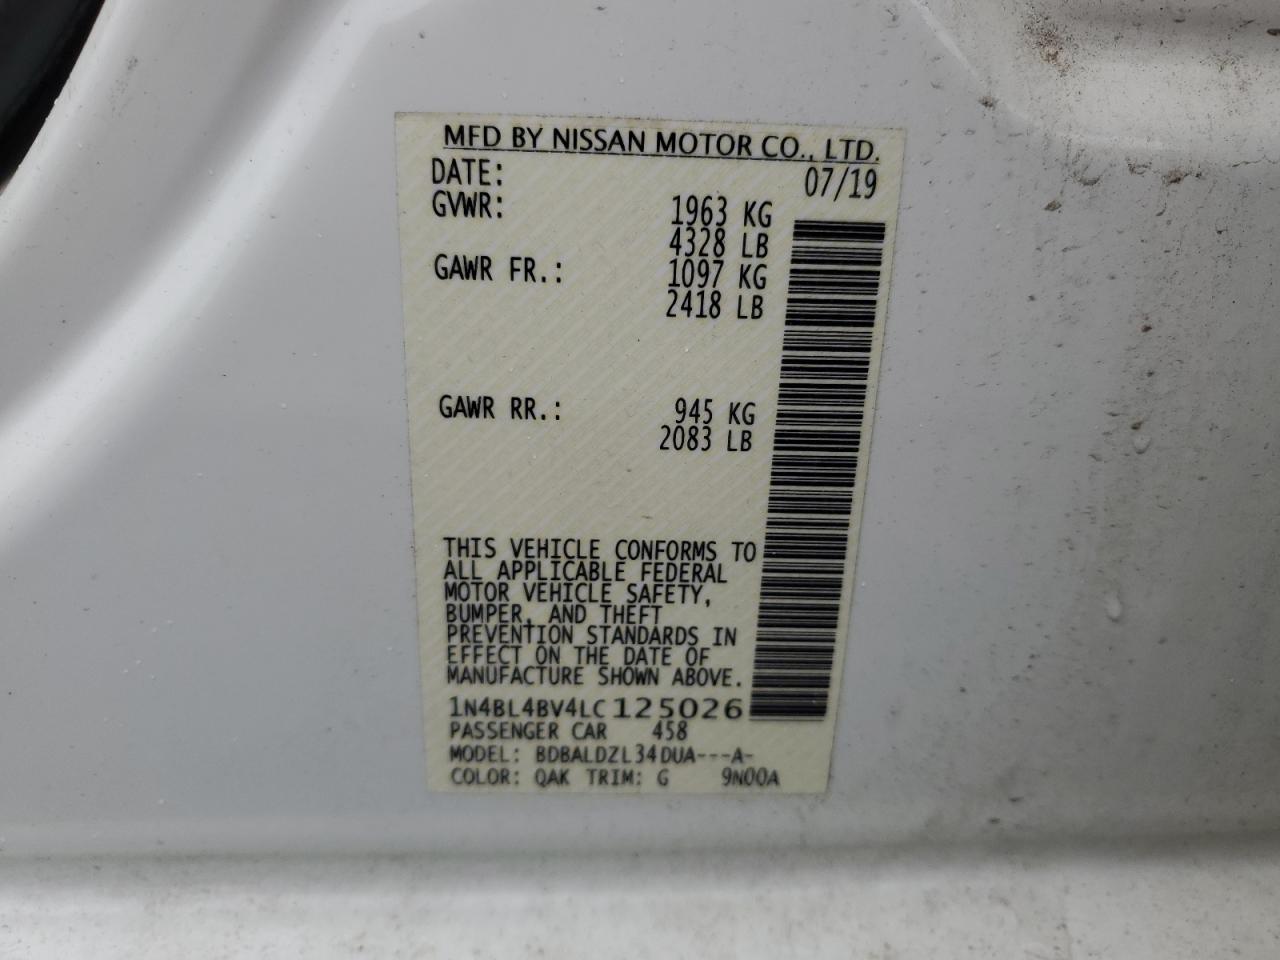 MFD BY NISSAN MOTOR CO., LTD.
DATE: 07/19
GVWR: 1963 KG
4328 LB
GAWR FR.: 1097 KG
2418 LB
GAWR RR.: 945 KG
2083 LB
THIS VEHICLE CONFORMS TO
ALL APPLICABLE FEDERAL
MOTOR VEHICLE SAFETY,
BUMPER, AND THEFT
PREVENTION STANDARDS IN
EFFECT ON THE DATE OF
MANUFACTURE SHOWN ABOVE.
1N4BL4BV4LC125026
PASSENGER CAR 458
MODEL: BDBALDZL34DUA---A-
COLOR: QAK TRIM: G 9N00A